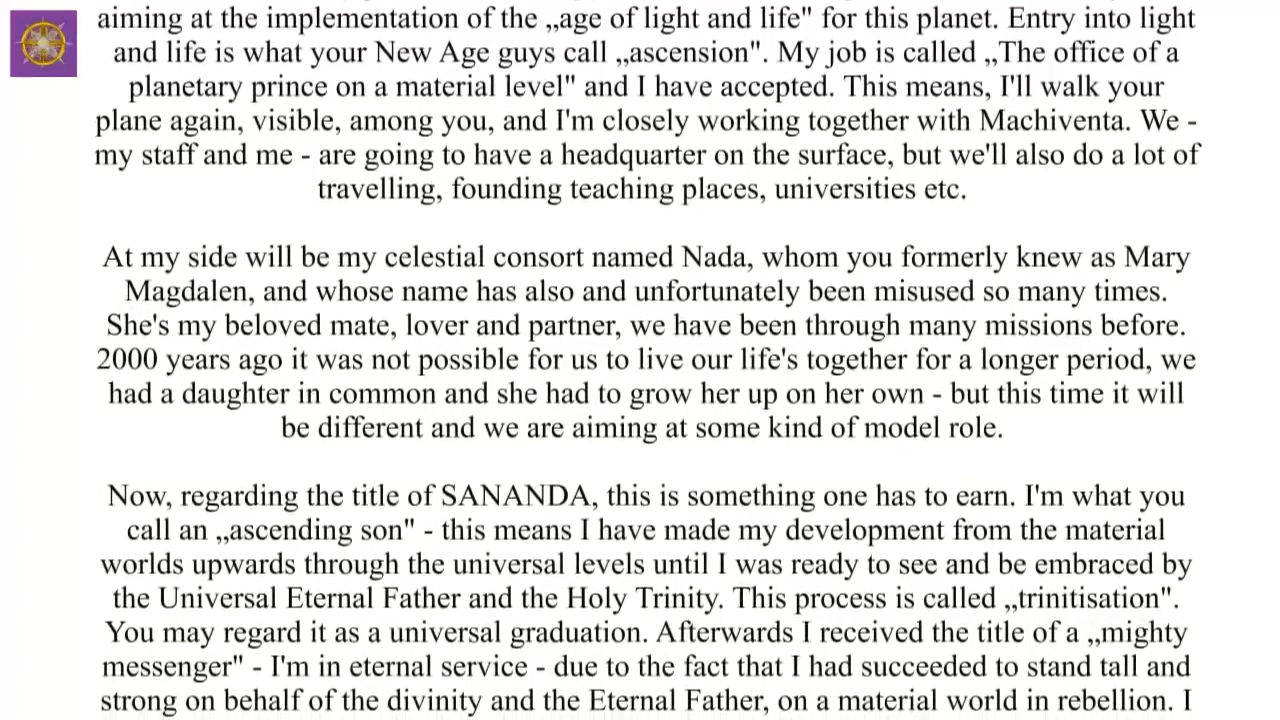 aiming at the implementation of the ,,age of light and life" for this planet. Entry into light
and life is what your New Age guys call ,,ascension". My job is called ,,The office of a
planetary prince on a material level" and I have accepted. This means, I'll walk your
plane again, visible, among you, and I'm closely working together with Machiventa. We -
my staff and me - are going to have a headquarter on the surface, but we'll also do a lot of
travelling, founding teaching places, universities etc.
At my side will be my celestial consort named Nada, whom you formerly knew as Mary
Magdalen, and whose name has also and unfortunately been misused so many times.
She's my beloved mate, lover and partner, we have been through many missions before.
2000 years ago it was not possible for us to live our life's together for a longer period, we
had a daughter in common and she had to grow her up on her own - but this time it will
be different and we are aiming at some kind of model role.
Now, regarding the title of SANANDA, this is something one has to earn. I'm what you
call an ,,ascending son" - this means I have made my development from the material
worlds upwards through the universal levels until I was ready to see and be embraced by
the Universal Eternal Father and the Holy Trinity. This process is called ,,trinitisation".
You may regard it as a universal graduation. Afterwards I received the title of a ,,mighty
messenger" - I'm in eternal service - due to the fact that I had succeeded to stand tall and
strong on behalf of the divinity and the Eternal Father, on a material world in rebellion. I